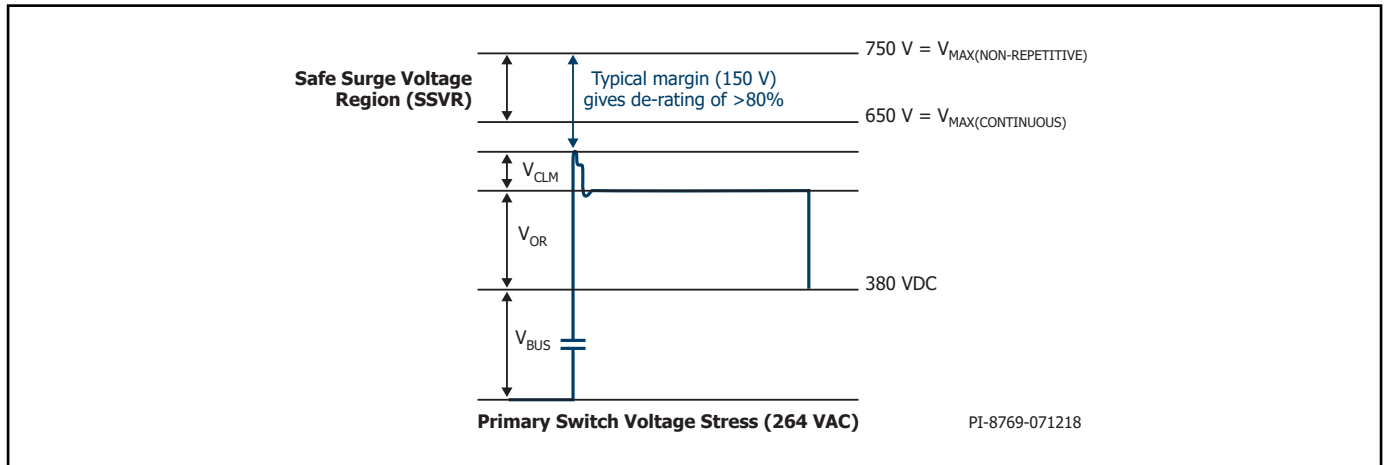 750 V = VMAX(NON-REPETITIVE)
Safe Surge Voltage
Region (SSVR)
Typical margin (150 V)
gives de-rating of >80%
650 V = VMAX(CONTINUOUS)
VCLM
VOR
380 VDC
VBUS
Primary Switch Voltage Stress (264 VAC)
PI-8769-071218